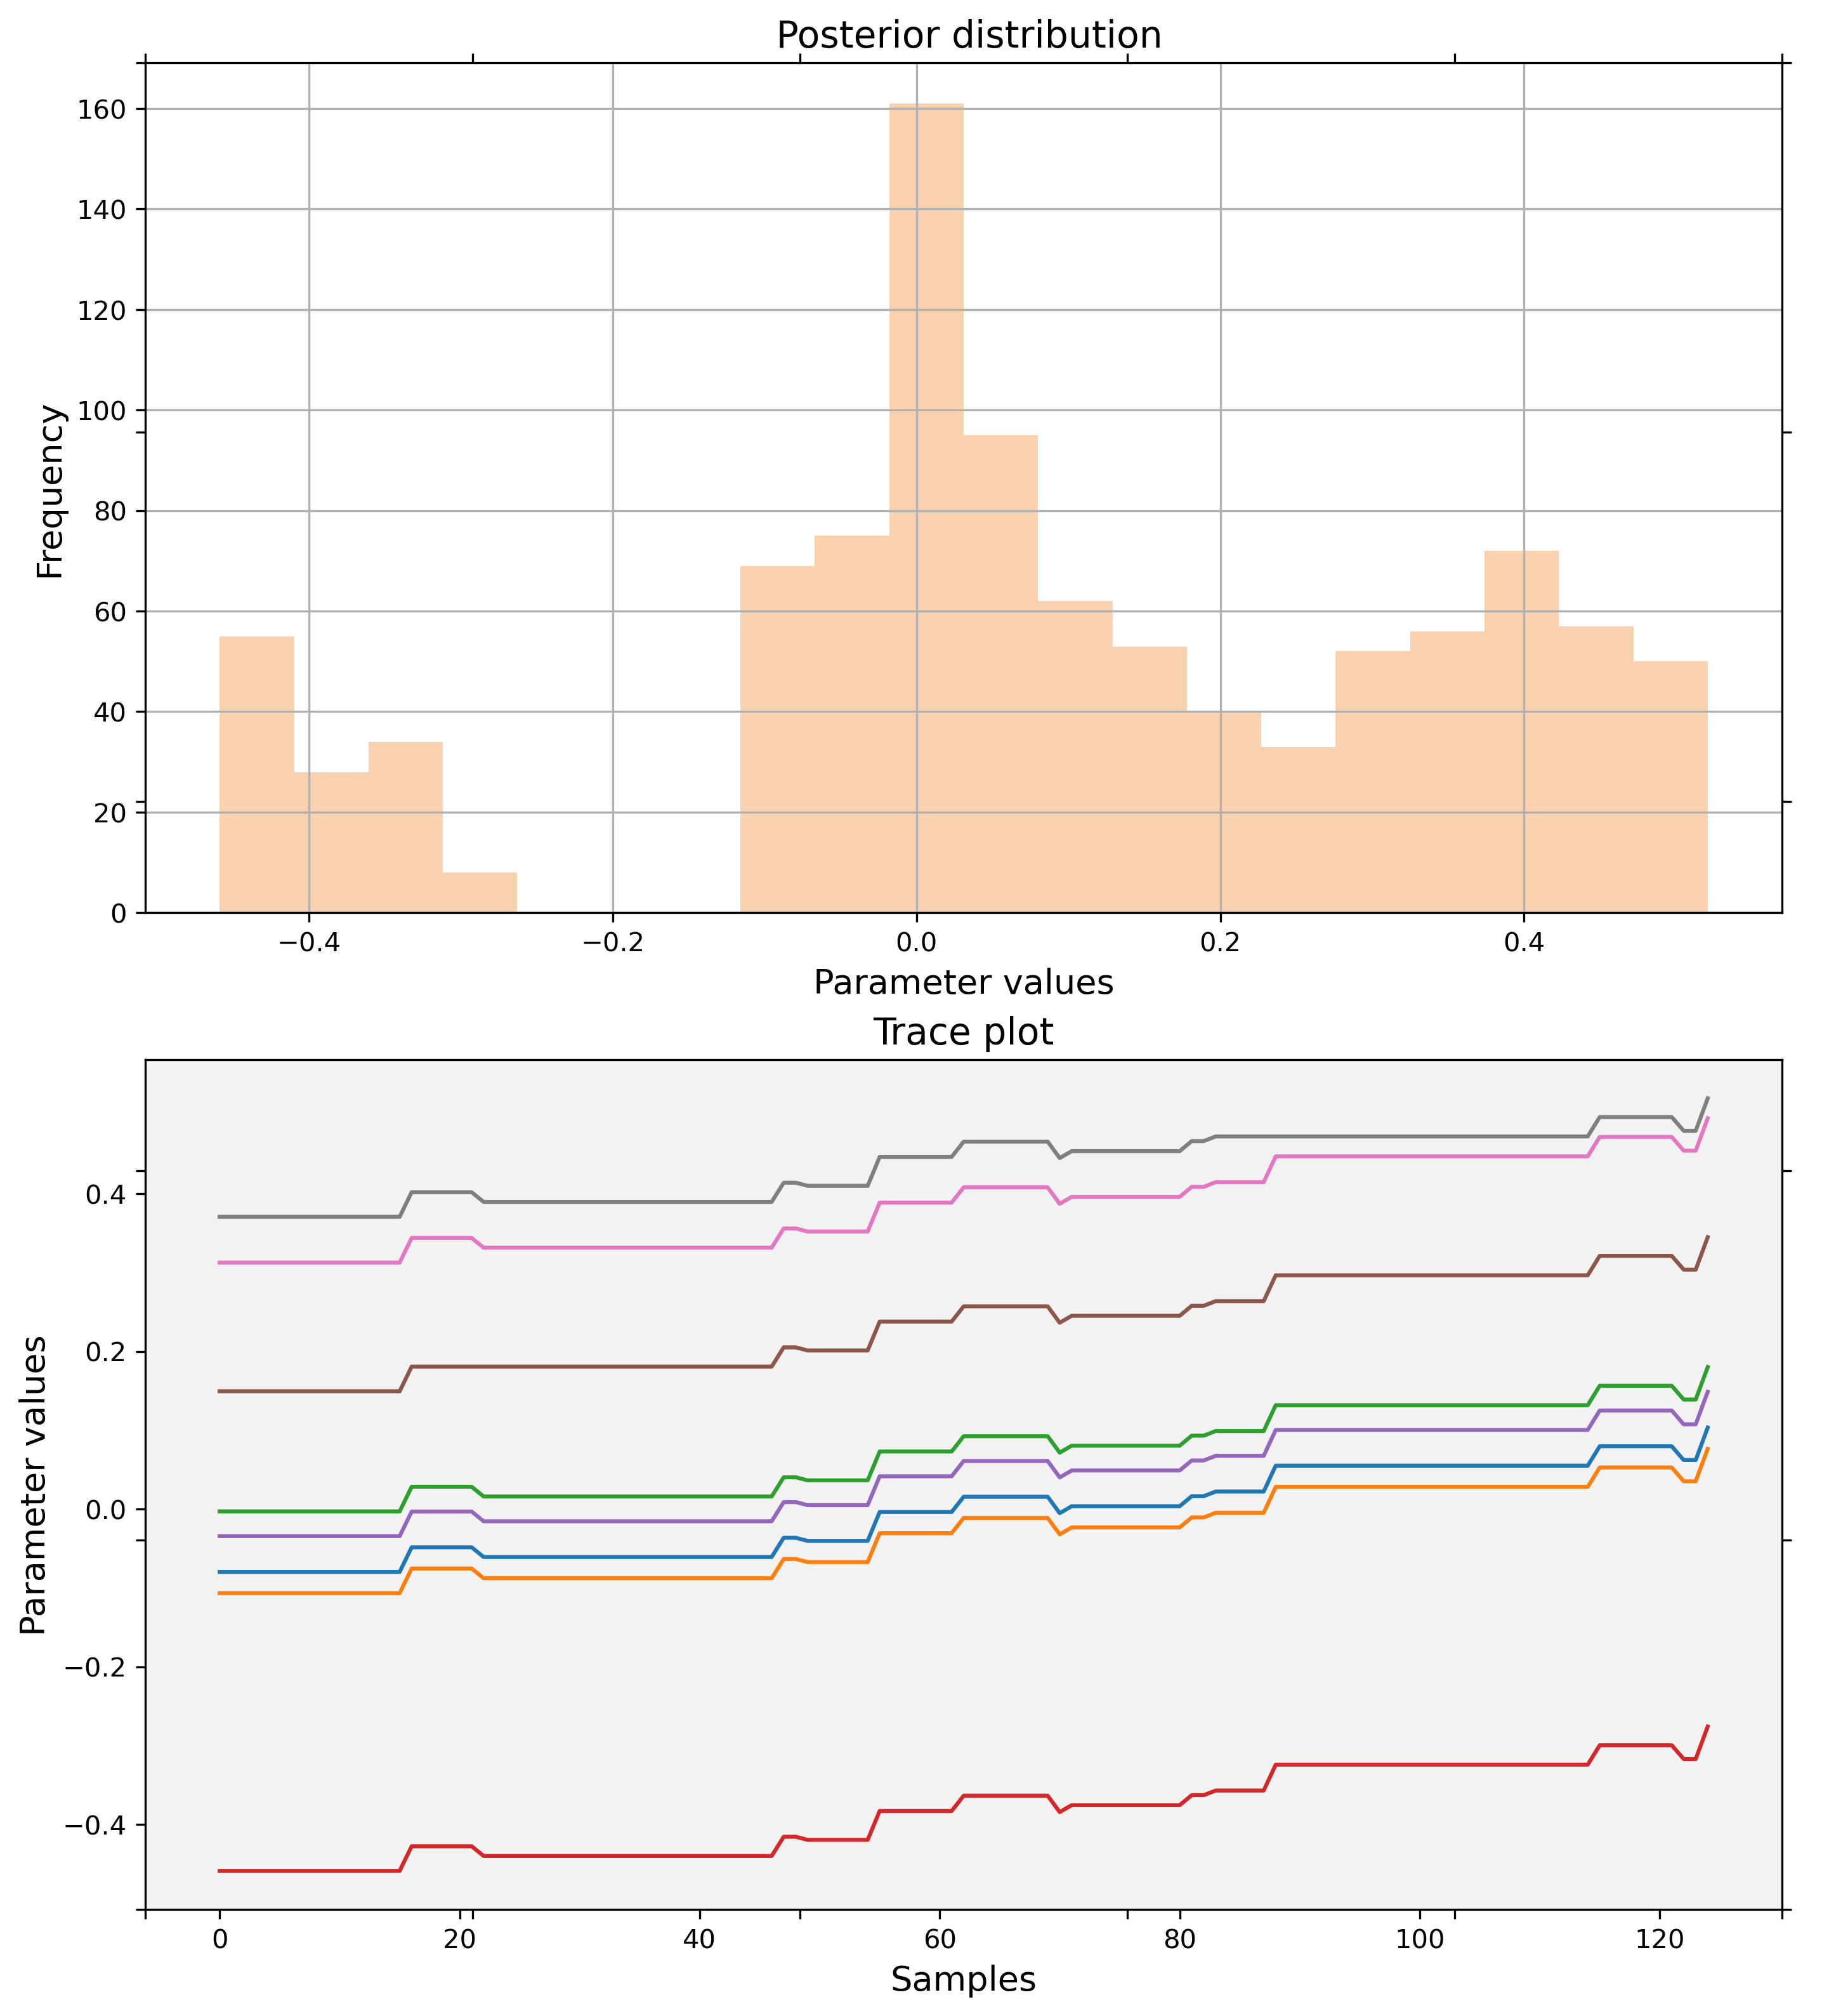 Posterior distribution
160
140
120
100
80
60
40
20
0
Frequency
−0.4 −0.2 0.0 0.2 0.4
Parameter values
Trace plot
0.4
0.2
0.0
−0.2
−0.4
Parameter values
0 20 40 60 80 100 120
Samples